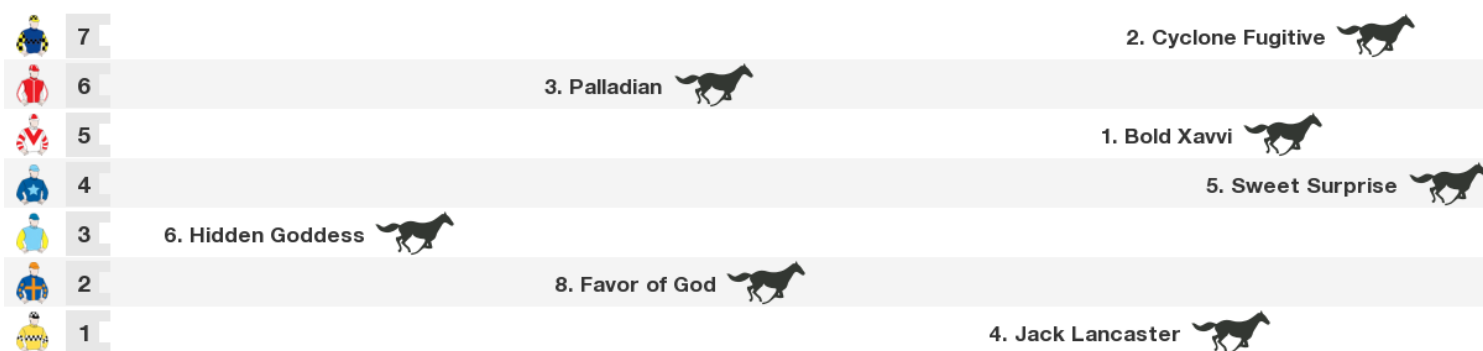 7 2. Cyclone Fugitive
6 3. Palladian
5 1. Bold Xavvi
4 5. Sweet Surprise
3 6. Hidden Goddess
2 8. Favor of God
1 4. Jack Lancaster